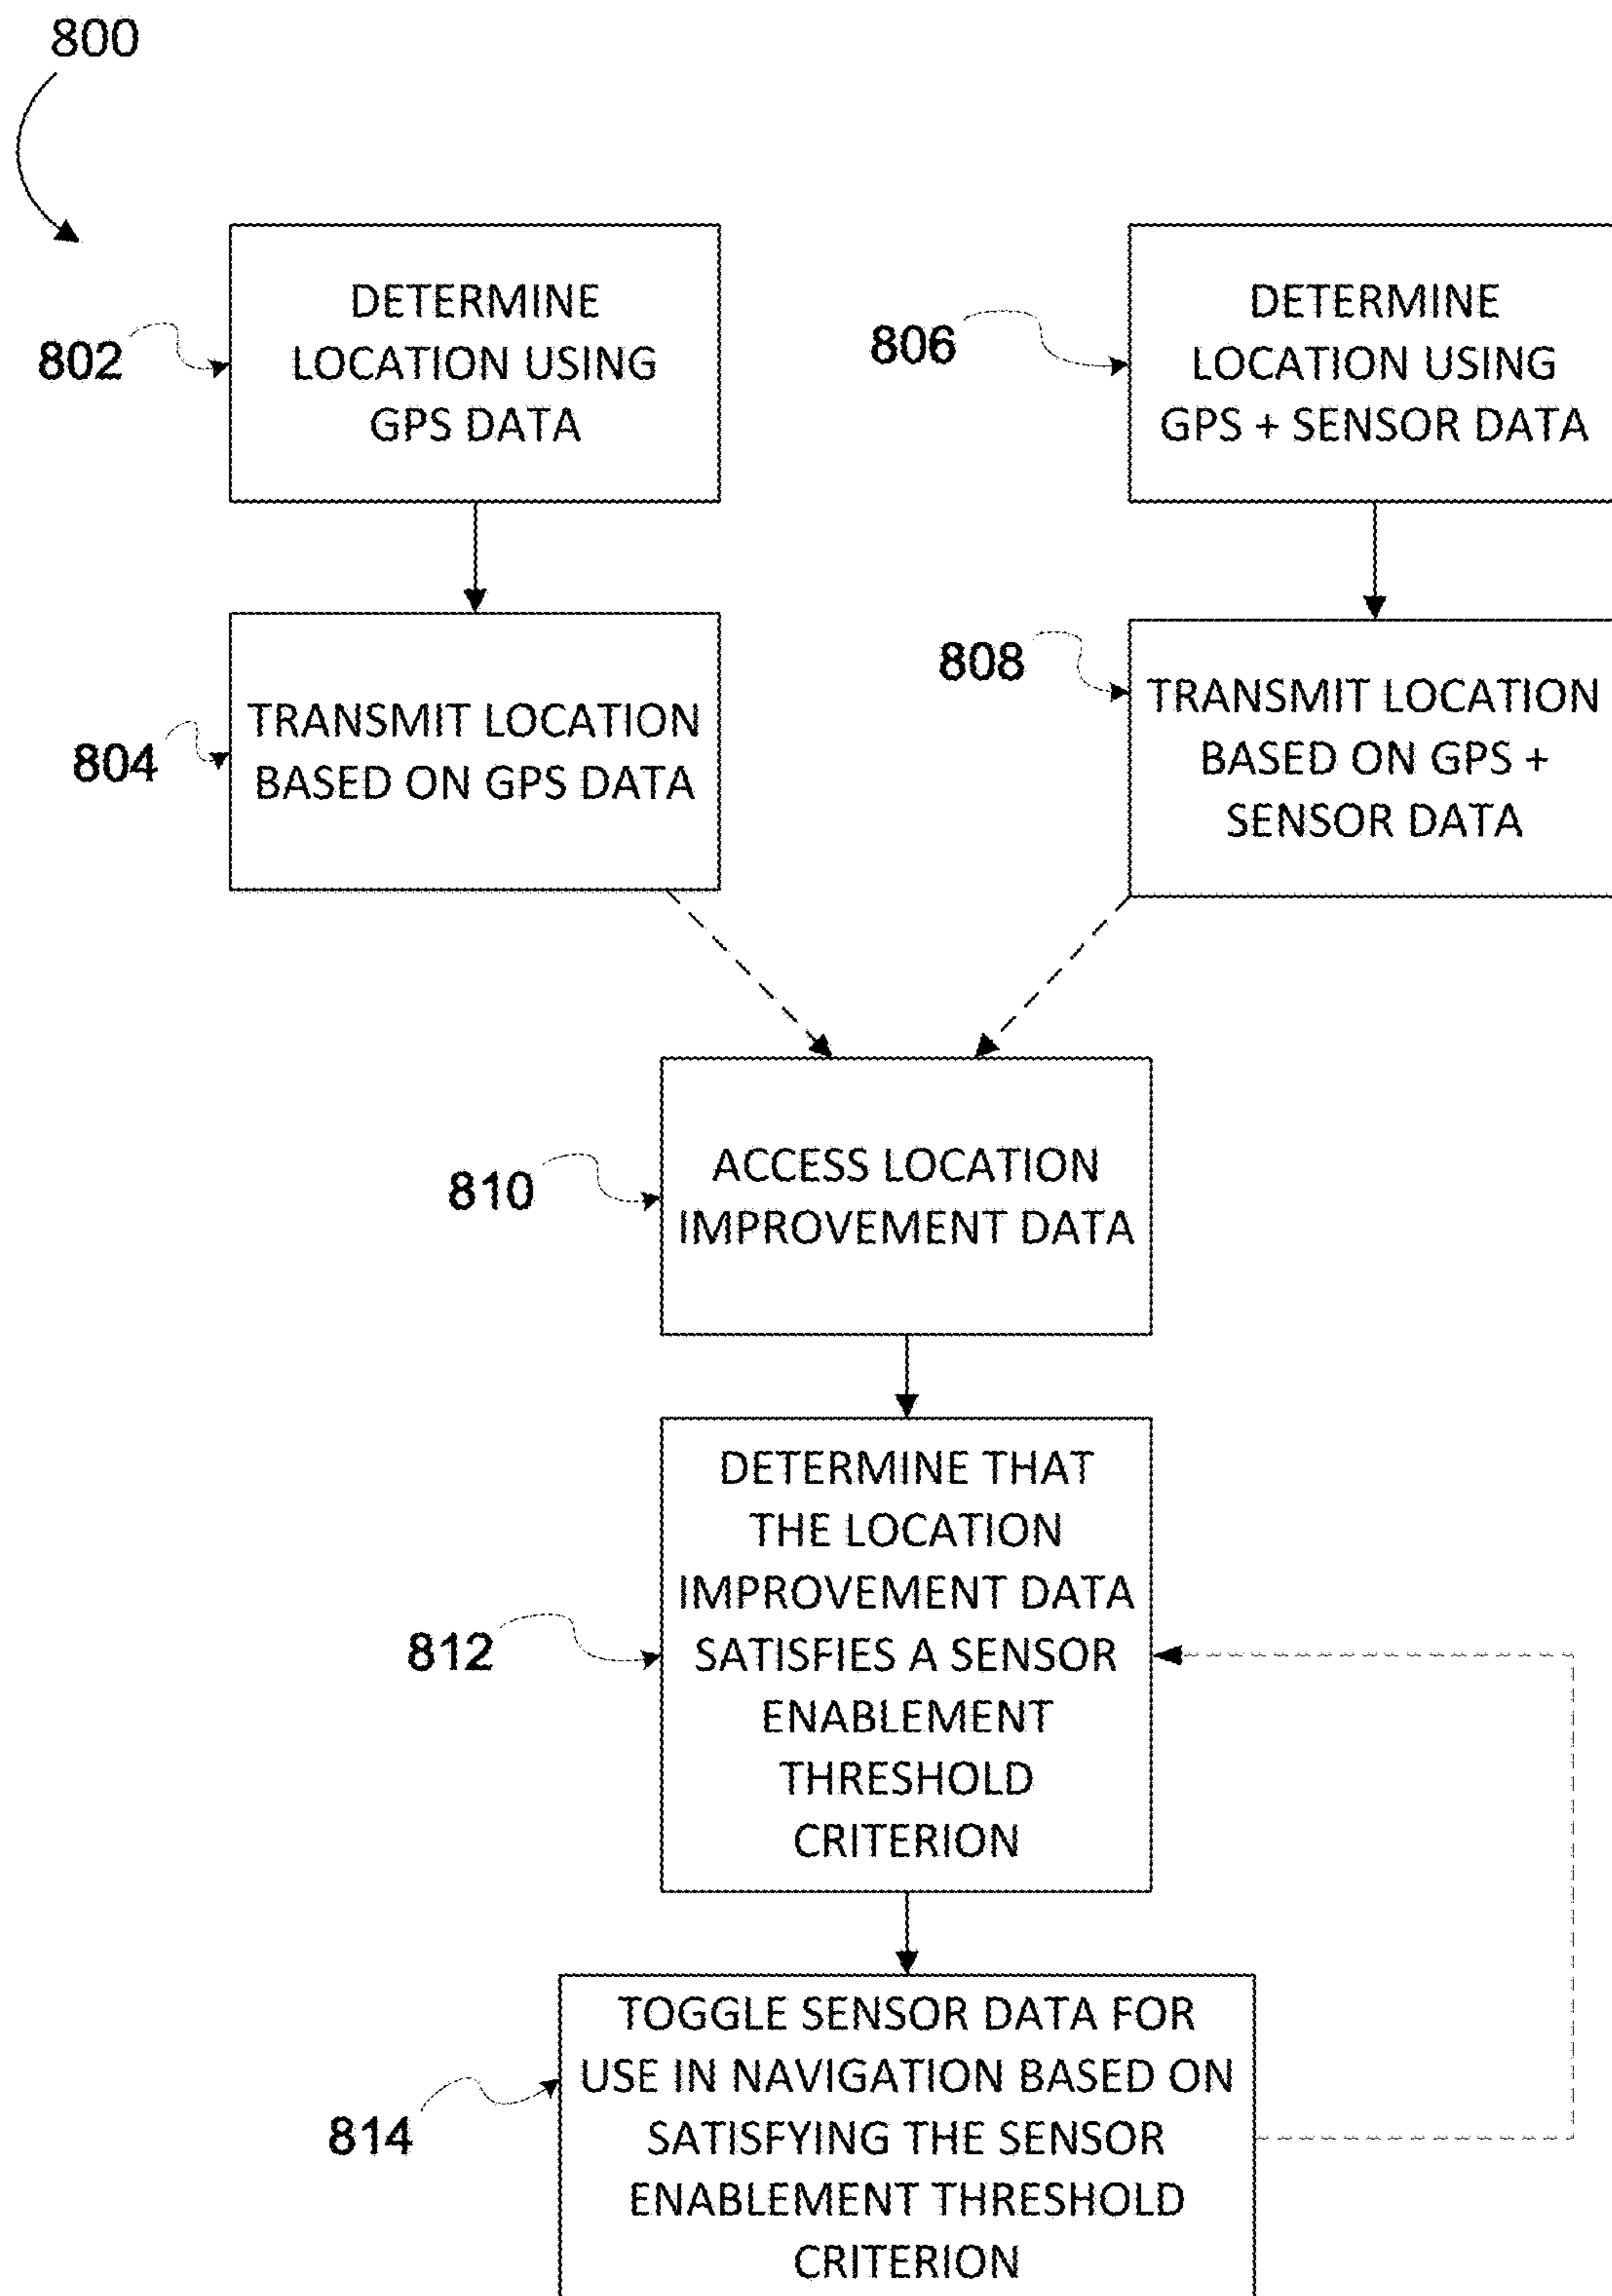 800
802
DETERMINE
LOCATION USING
GPS DATA
806
DETERMINE
LOCATION USING
GPS + SENSOR DATA
804
TRANSMIT LOCATION
BASED ON GPS DATA
808
TRANSMIT LOCATION
BASED ON GPS +
SENSOR DATA
810
ACCESS LOCATION
IMPROVEMENT DATA
812
DETERMINE THAT
THE LOCATION
IMPROVEMENT DATA
SATISFIES A SENSOR
ENABLEMENT
THRESHOLD
CRITERION
814
TOGGLE SENSOR DATA FOR
USE IN NAVIGATION BASED ON
SATISFYING THE SENSOR
ENABLEMENT THRESHOLD
CRITERION